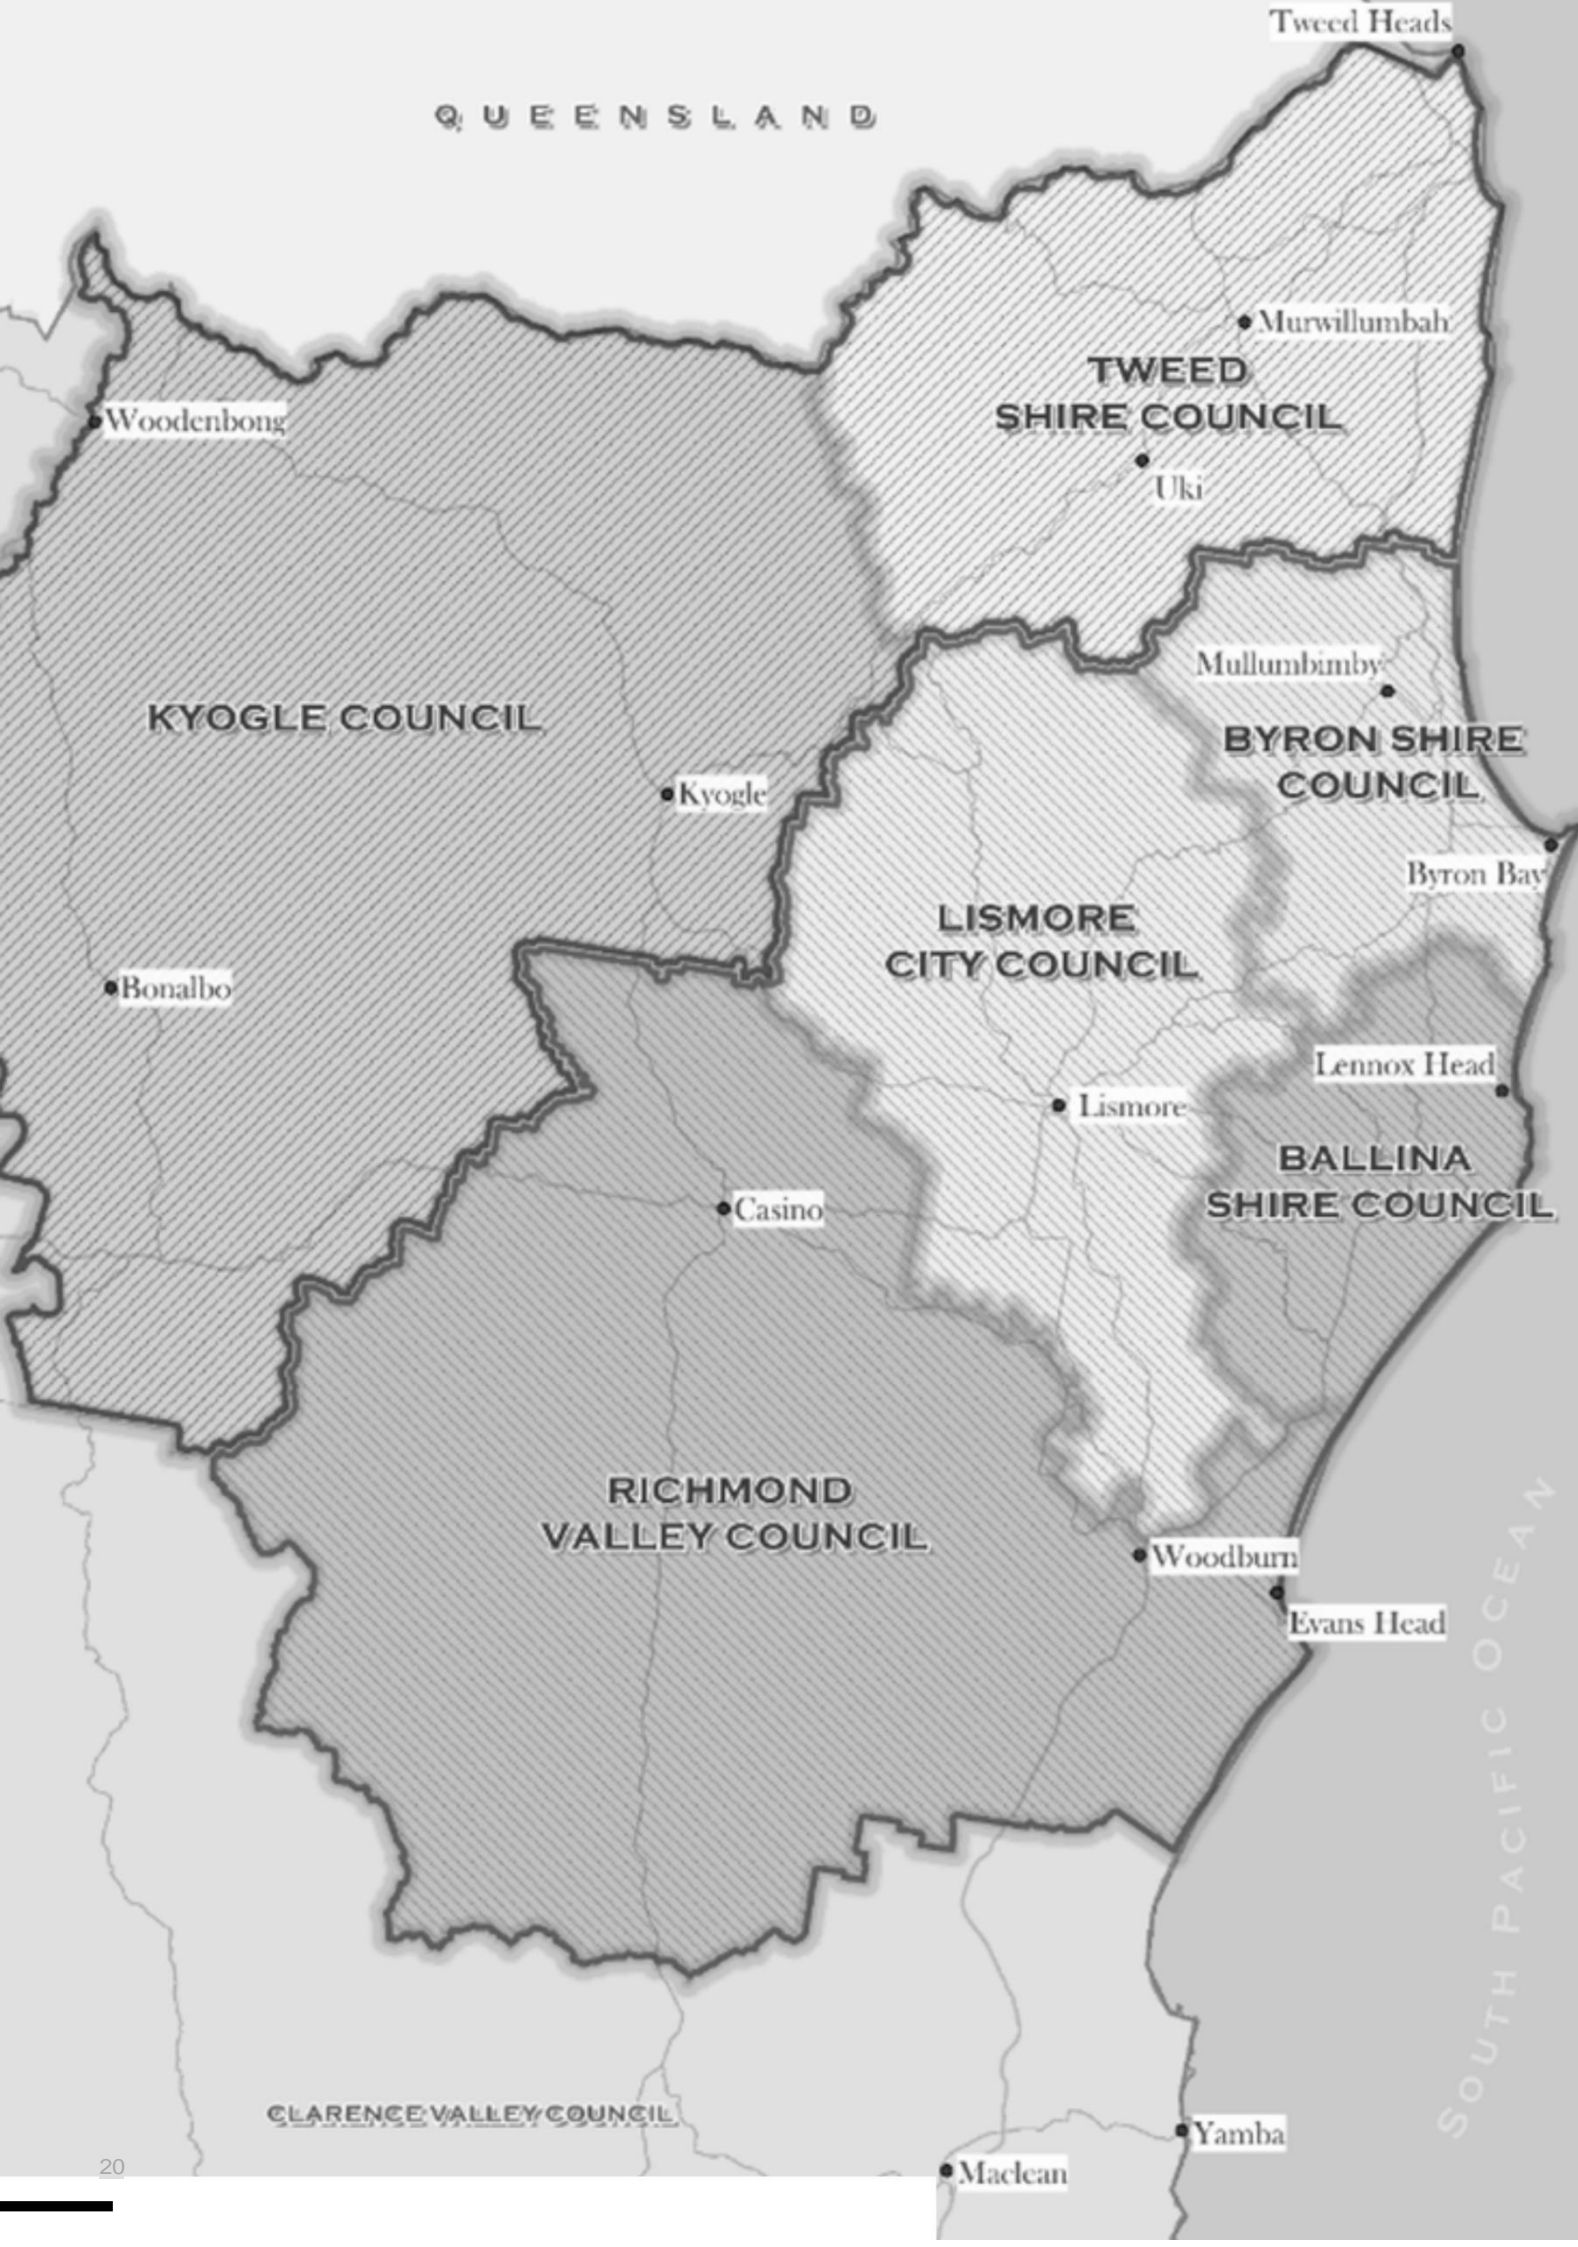 Tweed Heads
QUEENSLAND
Murwillumbah
TWEED
SHIRE COUNCIL
Woodenbong
Uki
Mullumbimby
KYOGLE COUNCIL
BYRON SHIRE
COUNCIL
Kyogle
Byron Bay
LISMORE
CITY COUNCIL
Bonalbo
Lennox Head
Lismore
BALLINA
SHIRE COUNCIL
Casino
RICHMOND
VALLEY COUNCIL
Woodburn
Evans Head
SOUTH PACIFIC OCEAN
CLARENCE VALLEY COUNCIL
Yamba
Maclean
20